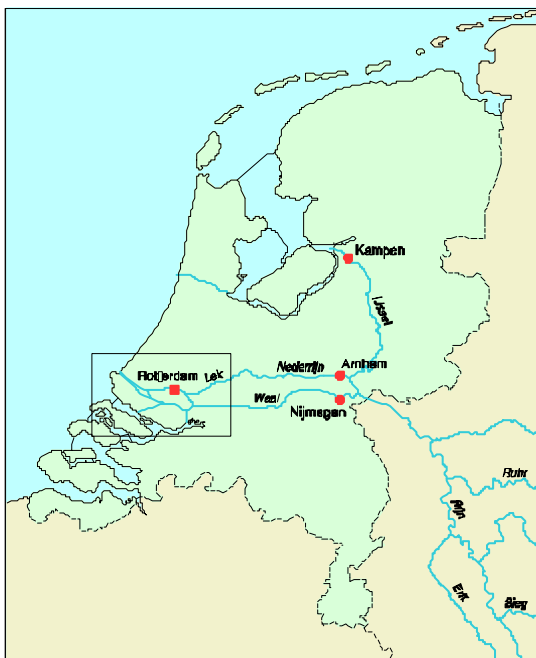 Kampen
IJssel
Rotterdam
Lek
Nederrijn
Arnhem
Waal
Nijmegen
Ruhr
Rijn
Erft
Sieg